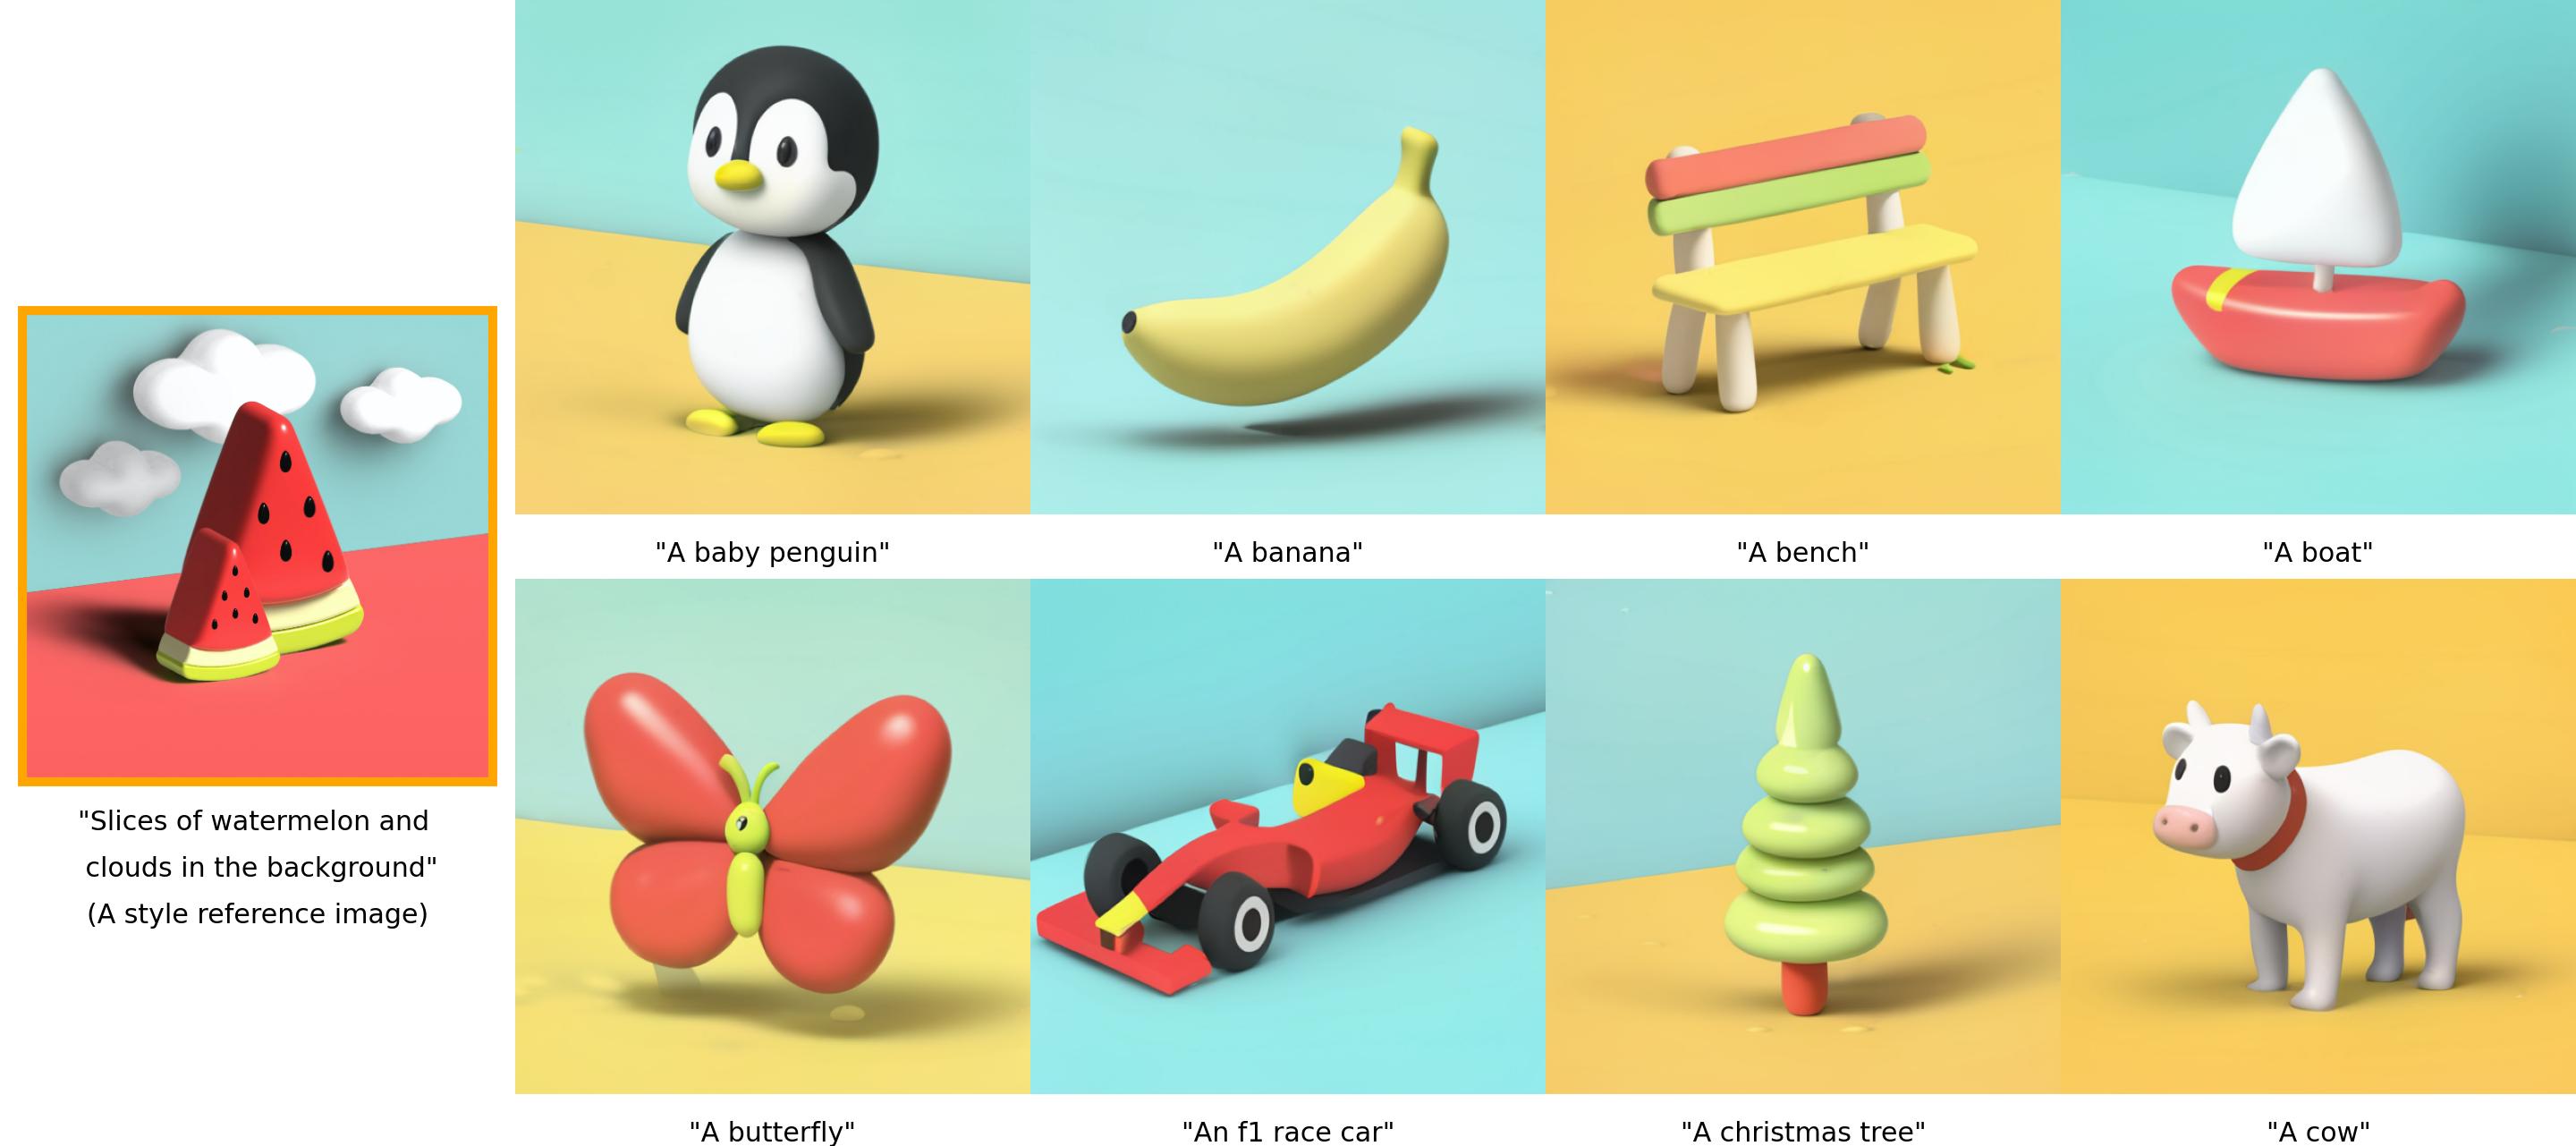 "Slices of watermelon and
clouds in the background"
(A style reference image)
"A baby penguin"
"A banana"
"A bench"
"A boat"
"A butterfly"
"An f1 race car"
"A christmas tree"
"A cow"